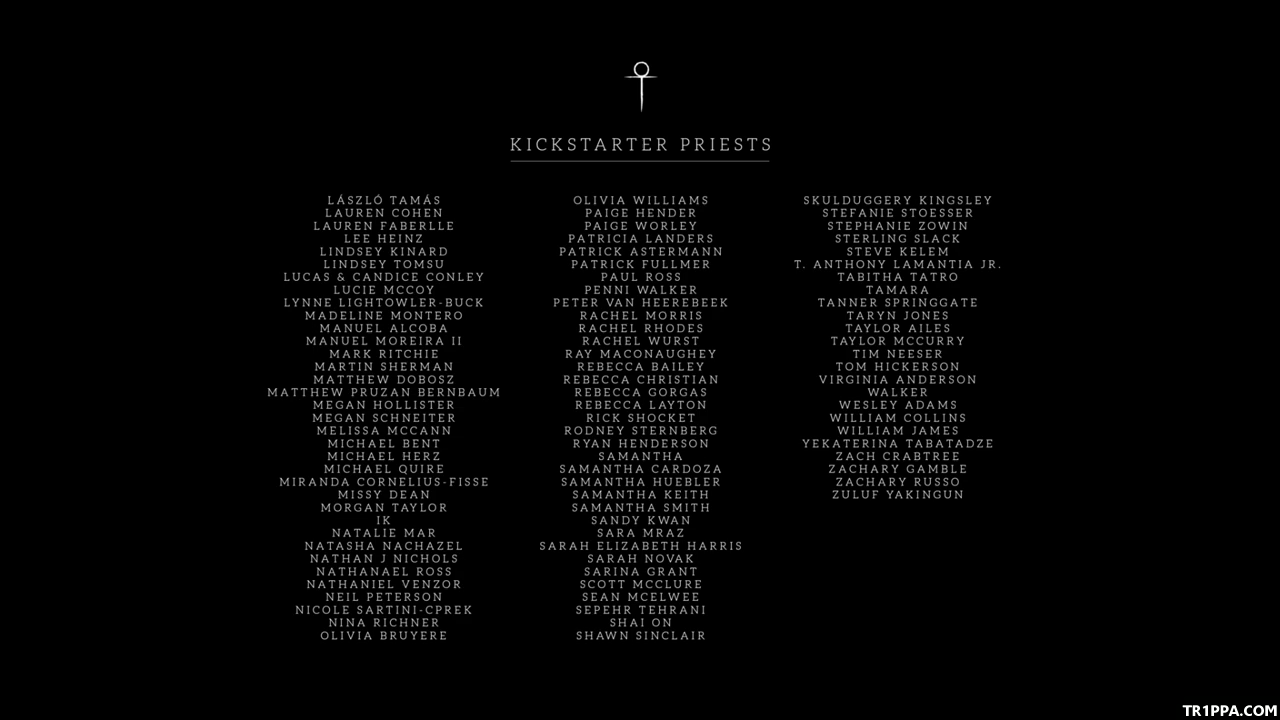 KICKSTARTER PRIESTS
LÁSZLÓ TAMÁS
LAUREN COHEN
LAUREN FABERLLE
LEE HEINZ
LINDSEY KINARD
LINDSEY TOMSU
LUCAS & CANDICE CONLEY
LUCIE MCCOY
LYNNE LIGHTOWLER-BUCK
MADELINE MONTERO
MANUEL ALCOBA
MANUEL MOREIRA II
MARK RITCHIE
MARTIN SHERMAN
MATTHEW DOBOSZ
MATTHEW PRUZAN BERNBAUM
MEGAN HOLLISTER
MEGAN SCHNEITER
MELISSA MCCANN
MICHAEL BENT
MICHAEL HERZ
MICHAEL QUIRE
MIRANDA CORNELIUS-FISSE
MISSY DEAN
MORGAN TAYLOR
IK
NATALIE MAR
NATASHA NACHAZEL
NATHAN J NICHOLS
NATHANAEL ROSS
NATHANIEL VENZOR
NEIL PETERSON
NICOLE SARTINI-CPREK
NINA RICHNER
OLIVIA BRUYERE
OLIVIA WILLIAMS
PAIGE HENDER
PAIGE WORLEY
PATRICIA LANDERS
PATRICK ASTERMANN
PATRICK FULLMER
PAUL ROSS
PENNI WALKER
PETER VAN HEEREBEEK
RACHEL MORRIS
RACHEL RHODES
RACHEL WURST
RAY MACONAUGHEY
REBECCA BAILEY
REBECCA CHRISTIAN
REBECCA GORGAS
REBECCA LAYTON
RICK SHOCKET
RODNEY STERNBERG
RYAN HENDERSON
SAMANTHA
SAMANTHA CARDOZA
SAMANTHA HUEBLER
SAMANTHA KEITH
SAMANTHA SMITH
SANDY KWAN
SARA MRAZ
SARAH ELIZABETH HARRIS
SARAH NOVAK
SARINA GRANT
SCOTT MCCLURE
SEAN MCELWEE
SEPEHR TEHRANI
SHAI ON
SHAWN SINCLAIR
SKULDUGGERY KINGSLEY
STEFANIE STOESSER
STEPHANIE ZOWIN
STERLING SLACK
STEVE KELEM
T. ANTHONY LAMANTIA JR.
TABITHA TATRO
TAMARA
TANNER SPRINGGATE
TARYN JONES
TAYLOR AILES
TAYLOR MCCURRY
TIM NEESER
TOM HICKERSON
VIRGINIA ANDERSON
WALKER
WESLEY ADAMS
WILLIAM COLLINS
WILLIAM JAMES
YEKATERINA TABATADZE
ZACH CRABTREE
ZACHARY GAMBLE
ZACHARY RUSSO
ZULUF YAKINGUN
TR1PPA.COM